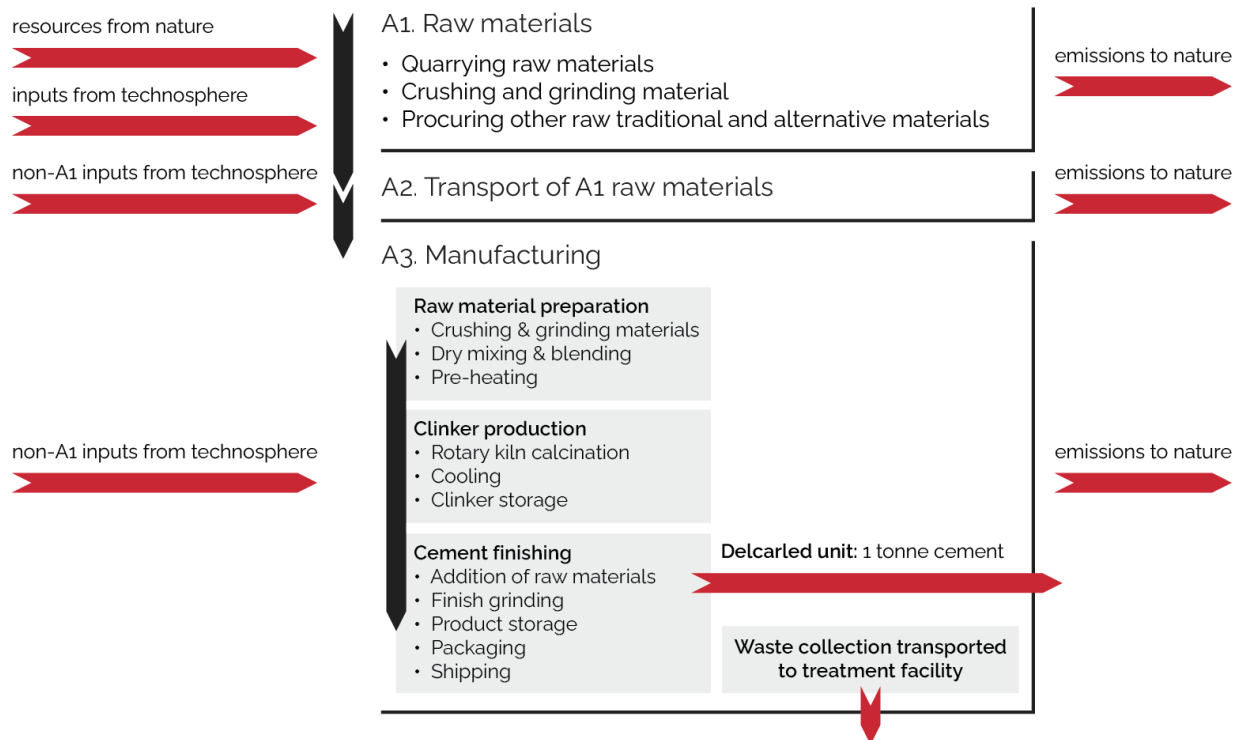 resources from nature
inputs from technosphere
non-A1 inputs from technosphere
A1. Raw materials
• Quarrying raw materials
• Crushing and grinding material
• Procuring other raw traditional and alternative materials
emissions to nature
A2. Transport of A1 raw materials
emissions to nature
A3. Manufacturing
Raw material preparation
• Crushing & grinding materials
• Dry mixing & blending
• Pre-heating
non-A1 inputs from technosphere
Clinker production
• Rotary kiln calcination
• Cooling
• Clinker storage
emissions to nature
Cement finishing
• Addition of raw materials
• Finish grinding
• Product storage
• Packaging
• Shipping
Delcarled unit: 1 tonne cement
Waste collection transported
to treatment facility